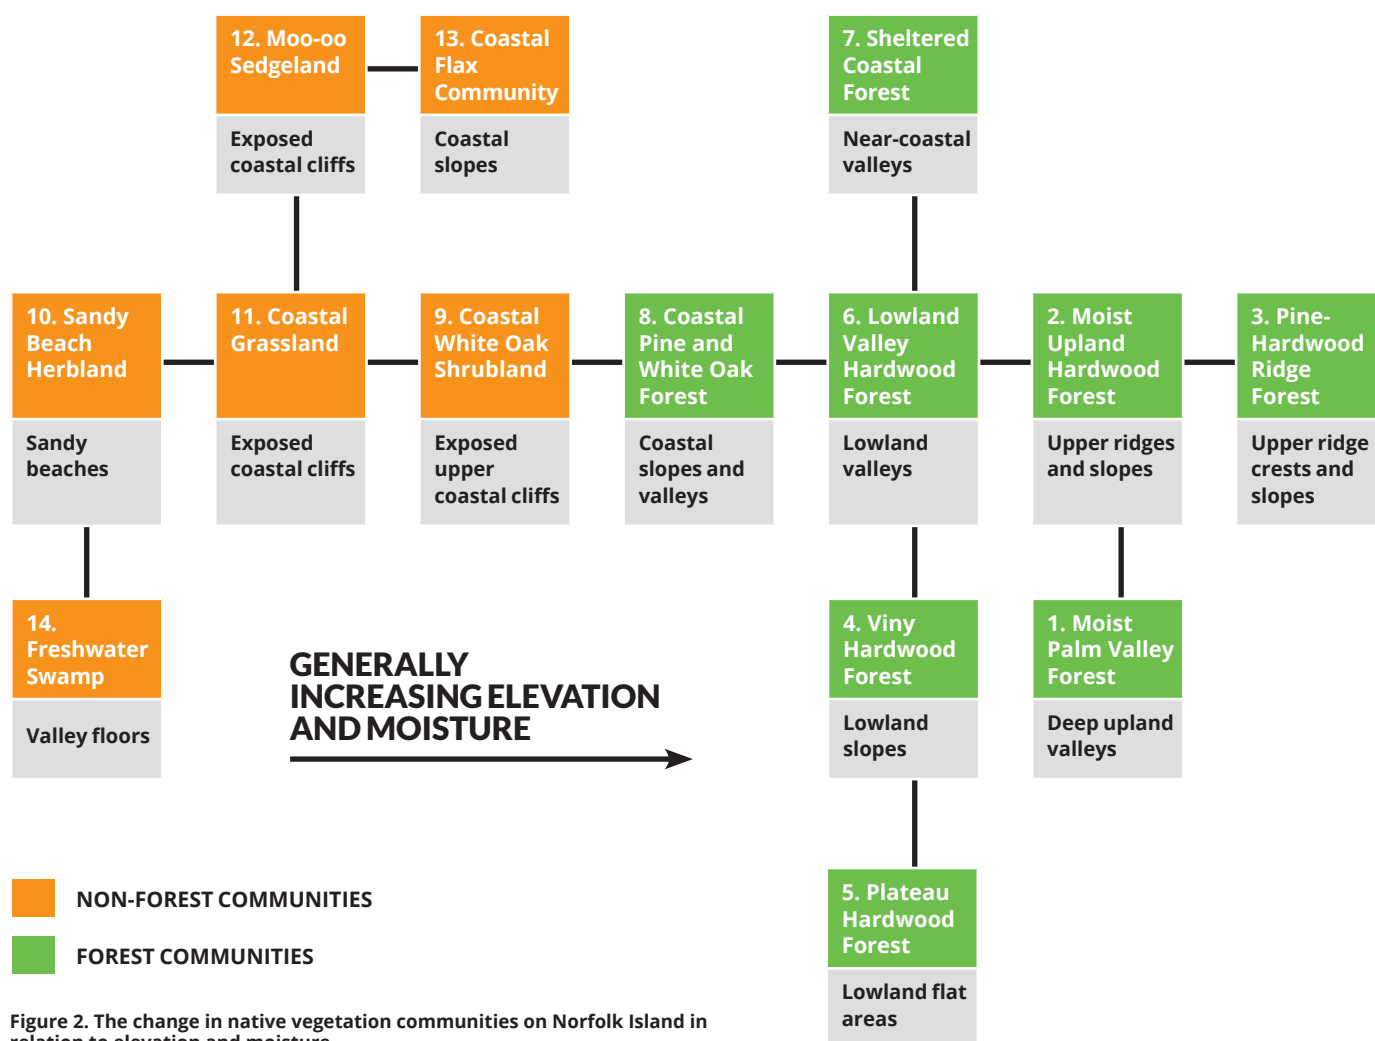 12. Moo-oo
Sedgeland
Exposed
coastal cliffs
13. Coastal
Flax
Community
Coastal
slopes
7. Sheltered
Coastal
Forest
Near-coastal
valleys
10. Sandy
Beach
Herbland
Sandy
beaches
11. Coastal
Grassland
Exposed
coastal cliffs
9. Coastal
White Oak
Shrubland
Exposed
upper
coastal cliffs
8. Coastal
Pine and
White Oak
Forest
Coastal
slopes and
valleys
6. Lowland
Valley
Hardwood
Forest
Lowland
valleys
2. Moist
Upland
Hardwood
Forest
Upper ridges
and slopes
3. Pine-
Hardwood
Ridge
Forest
Upper ridge
crests and
slopes
14.
Freshwater
Swamp
Valley floors
GENERALLY
INCREASING ELEVATION
AND MOISTURE
4. Viny
Hardwood
Forest
Lowland
slopes
1. Moist
Palm Valley
Forest
Deep upland
valleys
5. Plateau
Hardwood
Forest
Lowland flat
areas
NON-FOREST COMMUNITIES
FOREST COMMUNITIES
Figure 2. The change in native vegetation communities on Norfolk Island in
relation to elevation and moisture